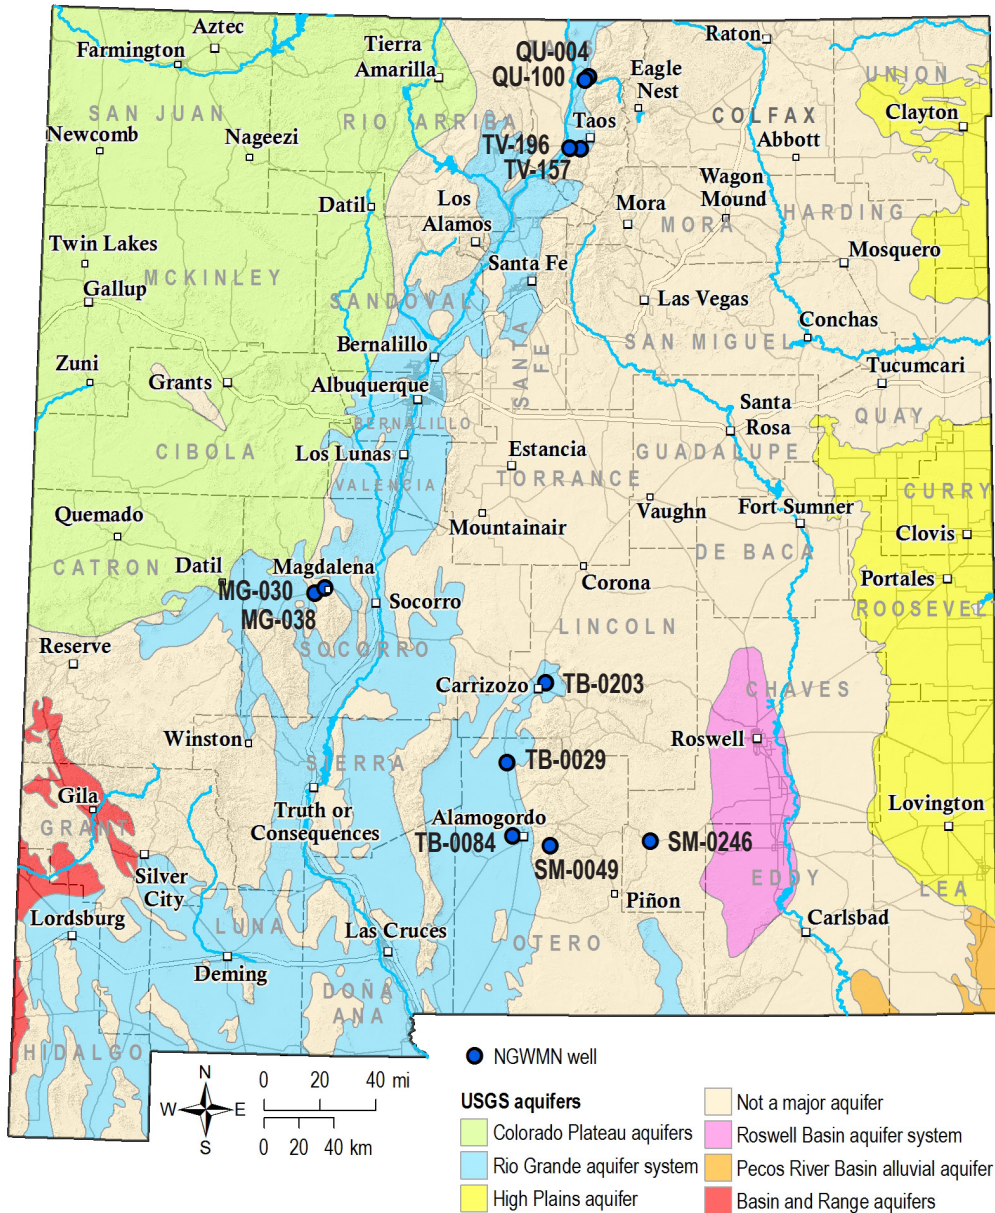 Aztec
Farmington
Tierra
Amarilla
TAOS
QU-004
QU-100
Eagle
Nest
Raton
UNION
SAN JUAN
RIO ARRIBA
COLFAX
Clayton
Newcomb
Nageezi
Taos
Abbott
TV-196
TV-157
Wagon
Mound
Datil
Los
Alamos
Mora
MORA
HARDING
Twin Lakes
MCKINLEY
Santa Fe
Mosquero
Gallup
SANDOVAL
Las Vegas
Conchas
Bernalillo
SANTA
FE
SAN MIGUEL
Zuni
Grants
Albuquerque
Tucumcari
BERNALILLO
Santa
Rosa
QUAY
CIBOLA
Los Lunas
Estancia
TORRANCE
GUADALUPE
VALENCIA
CURRY
Quemado
Mountainair
Vaughn
Fort Sumner
Clovis
CATRON
Datil
Magdalena
DE BACA
MG-030
MG-038
Corona
Portales
Socorro
ROOSEVEL
LINCOLN
Reserve
SOCORRO
Carrizozo
TB-0203
CHAVES
Winston
Roswell
SIERRA
TB-0029
Gila
GRANT
Truth or
Consequences
Alamogordo
TB-0084
SM-0049
SM-0246
Lovington
Silver
City
EDDY
LEA
Piñon
Lordsburg
LUNA
Las Cruces
OTERO
Carlsbad
Deming
DOÑA
ANA
HIDALGO
N
W E
S
0 20 40 mi
0 20 40 km
NGWMN well
USGS aquifers
Colorado Plateau aquifers
Rio Grande aquifer system
High Plains aquifer
Not a major aquifer
Roswell Basin aquifer system
Pecos River Basin alluvial aquifer
Basin and Range aquifers